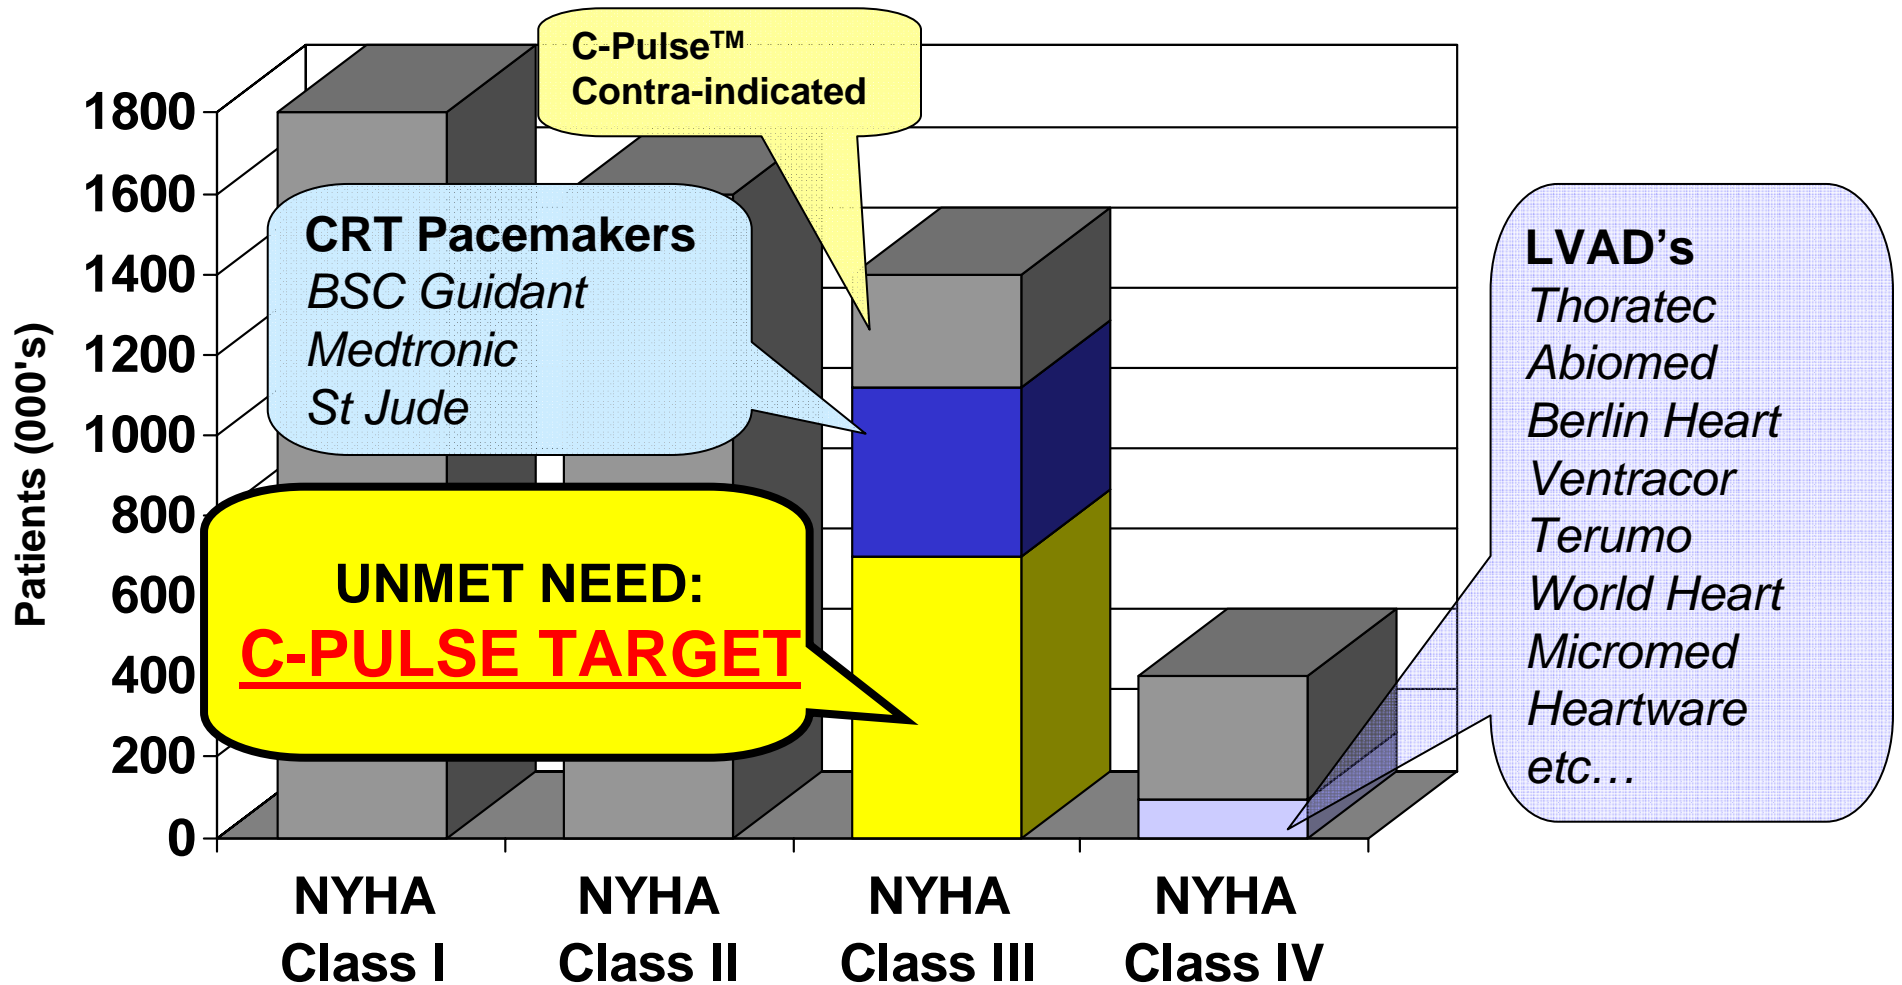 C-Pulse™
Contra-indicated
1800
1600
1400
1200
1000
800
600
400
200
0
Patients (000's)
CRT Pacemakers
BSC Guidant
Medtronic
St Jude
UNMET NEED:
C-PULSE TARGET
LVAD's
Thoratec
Abiomed
Berlin Heart
Ventracor
Terumo
World Heart
Micromed
Heartware
etc…
NYHA
Class I
NYHA
Class II
NYHA
Class III
NYHA
Class IV